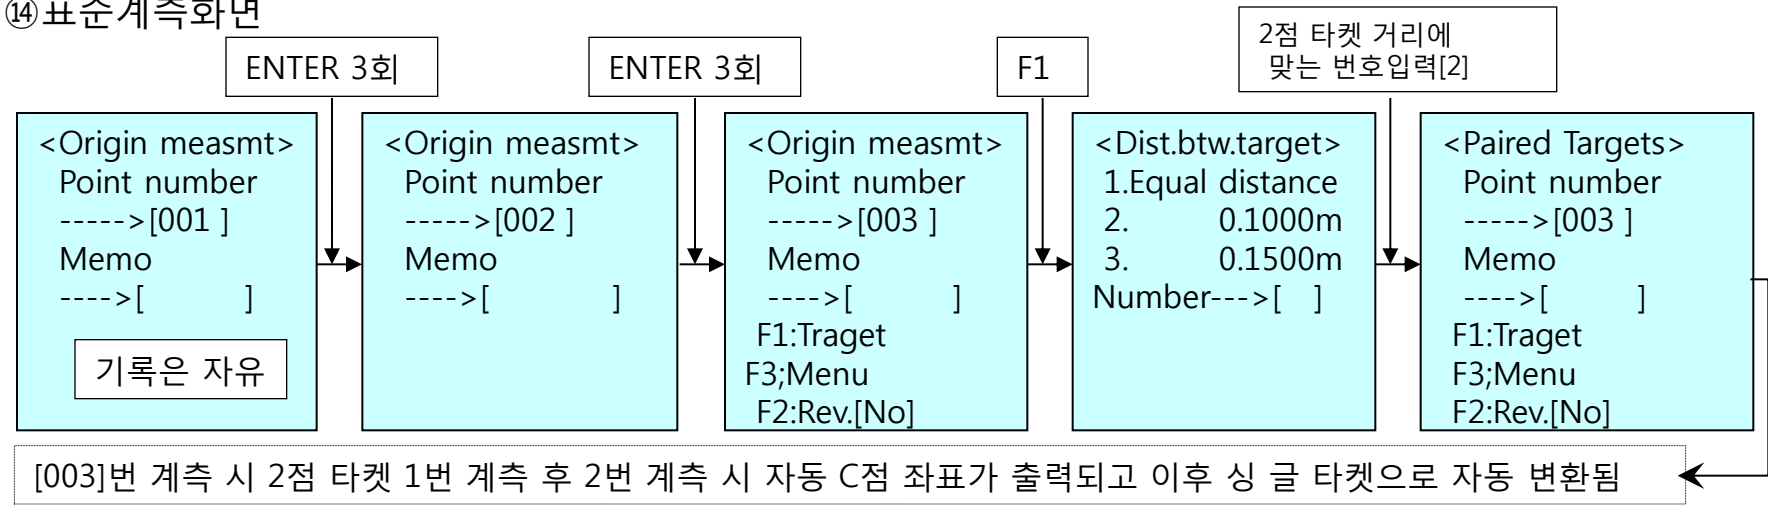 ⑭표준계측화면
ENTER 3회
ENTER 3회
F1
2점 타켓 거리에
맞는 번호입력[2]
<Origin measmt>
Point number
----->[001 ]
Memo
---->[ ]
기록은 자유
<Origin measmt>
Point number
----->[002 ]
Memo
---->[ ]
<Origin measmt>
Point number
----->[003 ]
Memo
---->[ ]
F1:Traget
F3;Menu
F2:Rev.[No]
<Dist.btw.target>
1.Equal distance
2. 0.1000m
3. 0.1500m
Number--->[ ]
<Paired Targets>
Point number
----->[003 ]
Memo
---->[ ]
F1:Traget
F3;Menu
F2:Rev.[No]
[003]번 계측 시 2점 타켓 1번 계측 후 2번 계측 시 자동 C점 좌표가 출력되고 이후 싱 글 타켓으로 자동 변환됨